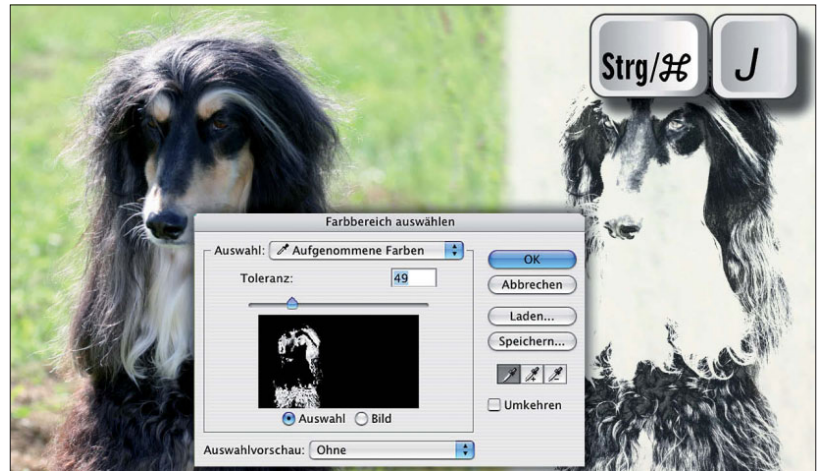 Strg/⌘ J
Farbbereich auswählen
Auswahl: Aufgenommene Farben
OK
Toleranz: 49
Abbrechen
Laden...
Speichern...
Auswahl Bild
Umkehren
Auswahlvorschau: Ohne